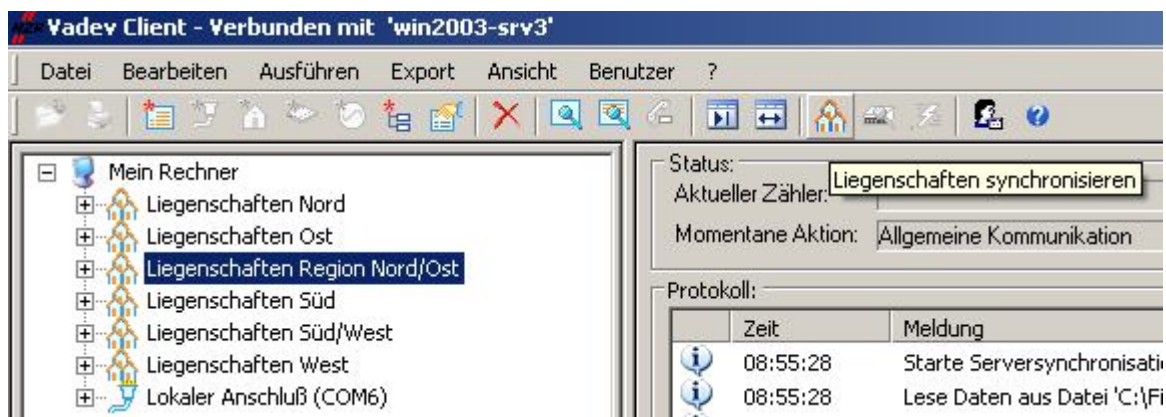 Vadev Client - Verbunden mit 'win2003-srv3'
Datei Bearbeiten Ausführen Export Ansicht Benutzer ?
Mein Rechner
Liegenschaften Nord
Liegenschaften Ost
Liegenschaften Region Nord/Ost
Liegenschaften Süd
Liegenschaften Süd/West
Liegenschaften West
Lokaler Anschluß (COM6)
Status:
Liegenschaften synchronisieren
Aktueller Zähler:
Momentane Aktion: Allgemeine Kommunikation
Protokoll:
Zeit Meldung
08:55:28 Starte
08:55:28 Lese Daten aus Datei